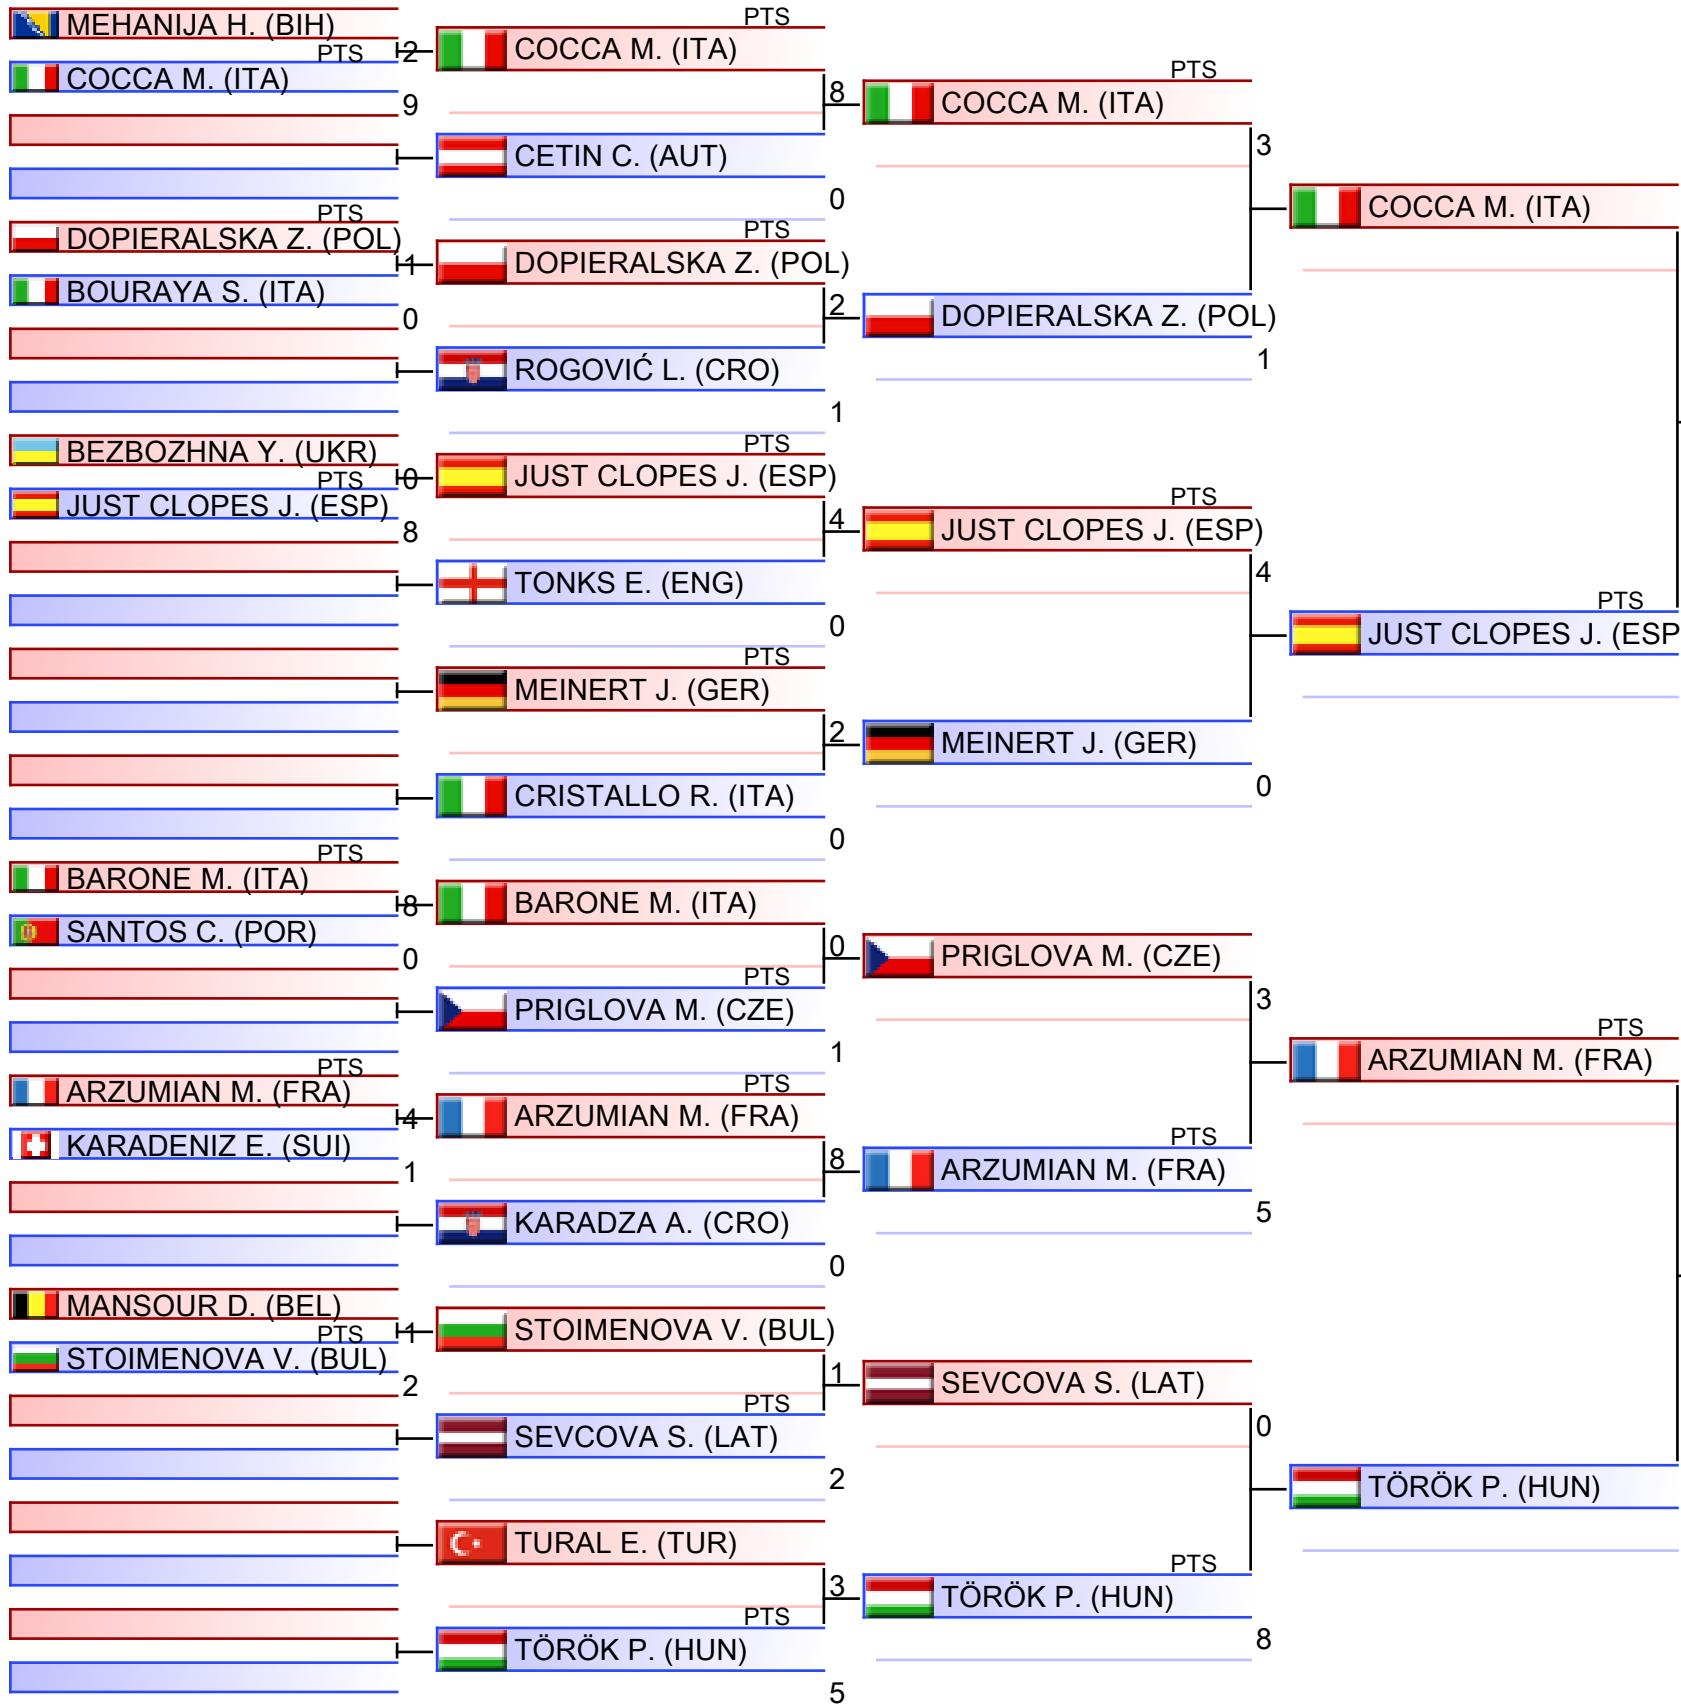 MEHANIJA H. (BIH)
PTS
2
COCCA M. (ITA)
9
PTS
DOPIERALSKA Z. (POL)
1
BOURAYA S. (ITA)
0
BEZBOZHNA Y. (UKR)
PTS
0
JUST CLOPES J. (ESP)
8
PTS
BARONE M. (ITA)
8
SANTOS C. (POR)
0
PTS
ARZUMIAN M. (FRA)
4
KARADENIZ E. (SUI)
1
MANSOUR D. (BEL)
PTS
1
STOIMENOVA V. (BUL)
2
PTS
COCCA M. (ITA)
8
CETIN C. (AUT)
0
PTS
DOPIERALSKA Z. (POL)
2
ROGOVIĆ L. (CRO)
1
PTS
JUST CLOPES J. (ESP)
4
TONKS E. (ENG)
0
PTS
MEINERT J. (GER)
2
CRISTALLO R. (ITA)
0
BARONE M. (ITA)
0
PTS
PRIGLOVA M. (CZE)
1
PTS
ARZUMIAN M. (FRA)
8
KARADZA A. (CRO)
0
STOIMENOVA V. (BUL)
1
PTS
SEVCOVA S. (LAT)
2
TURAL E. (TUR)
3
PTS
TÖRÖK P. (HUN)
5
PTS
COCCA M. (ITA)
3
DOPIERALSKA Z. (POL)
1
PTS
JUST CLOPES J. (ESP)
4
MEINERT J. (GER)
0
PRIGLOVA M. (CZE)
3
PTS
ARZUMIAN M. (FRA)
5
SEVCOVA S. (LAT)
0
PTS
TÖRÖK P. (HUN)
8
COCCA M. (ITA)
PTS
JUST CLOPES J. (ESP
PTS
ARZUMIAN M. (FRA)
TÖRÖK P. (HUN)